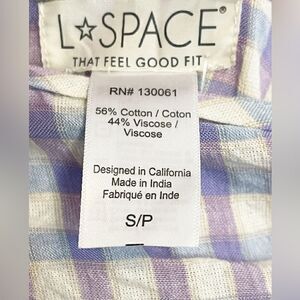 L☆SPACE®
THAT FEEL GOOD FIT
RN# 130061
56% Cotton / Coton
44% Viscose /
Viscose
Designed in California
Made in India
Fabriqué en Inde
S/P